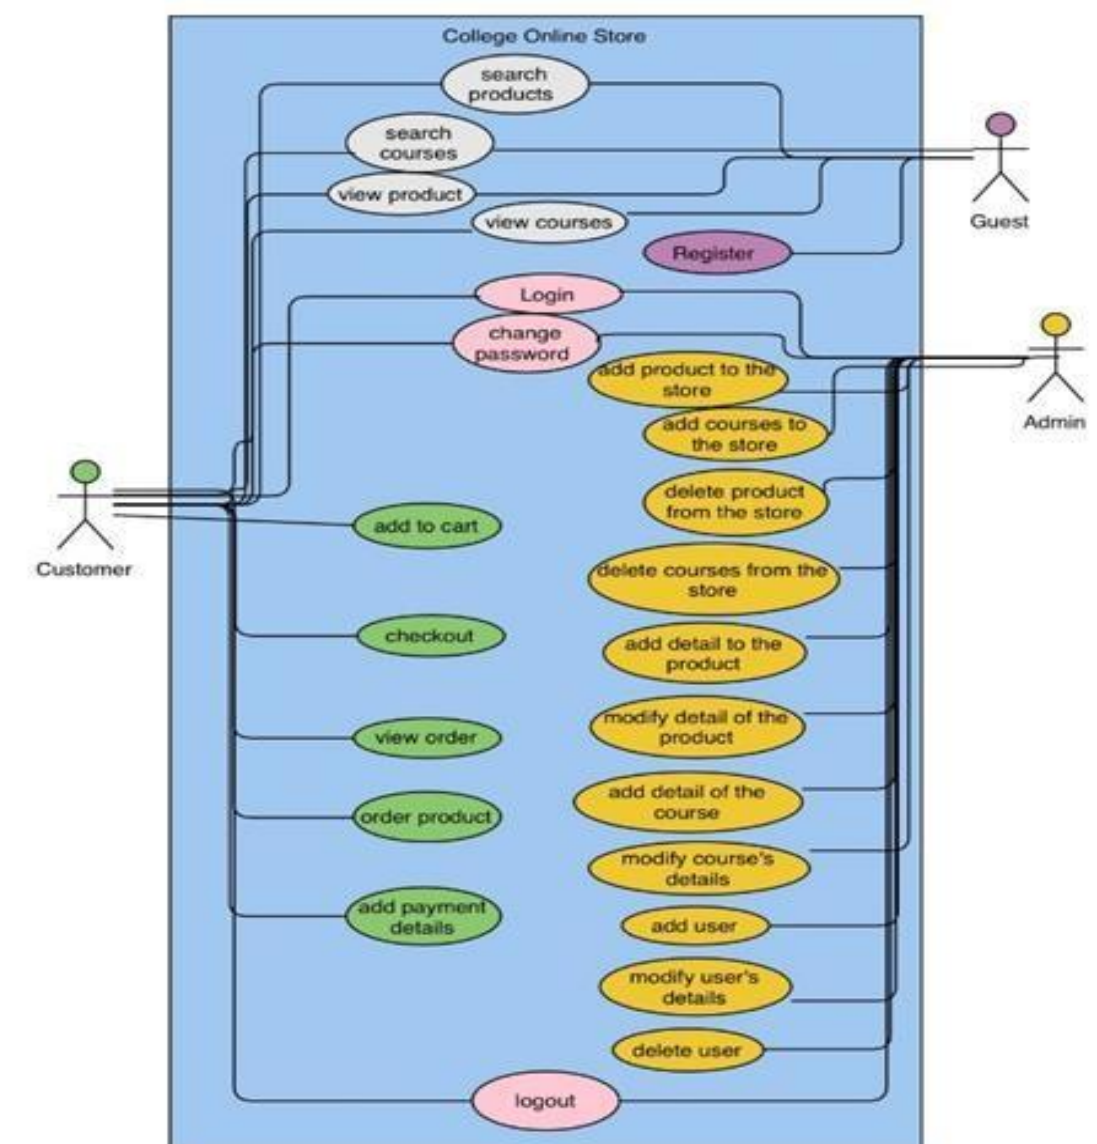 College Online Store
search
products
search
courses
view product
view courses
Register
Guest
Login
change
password
add product to the
store
add courses to
the store
Admin
delete product
from the store
Customer
add to cart
delete courses from the
store
checkout
add detail to the
product
modify detail of the
product
view order
add detail of the
course
order product
modify course's
details
add payment
details
add user
modify user's
details
delete user
logout